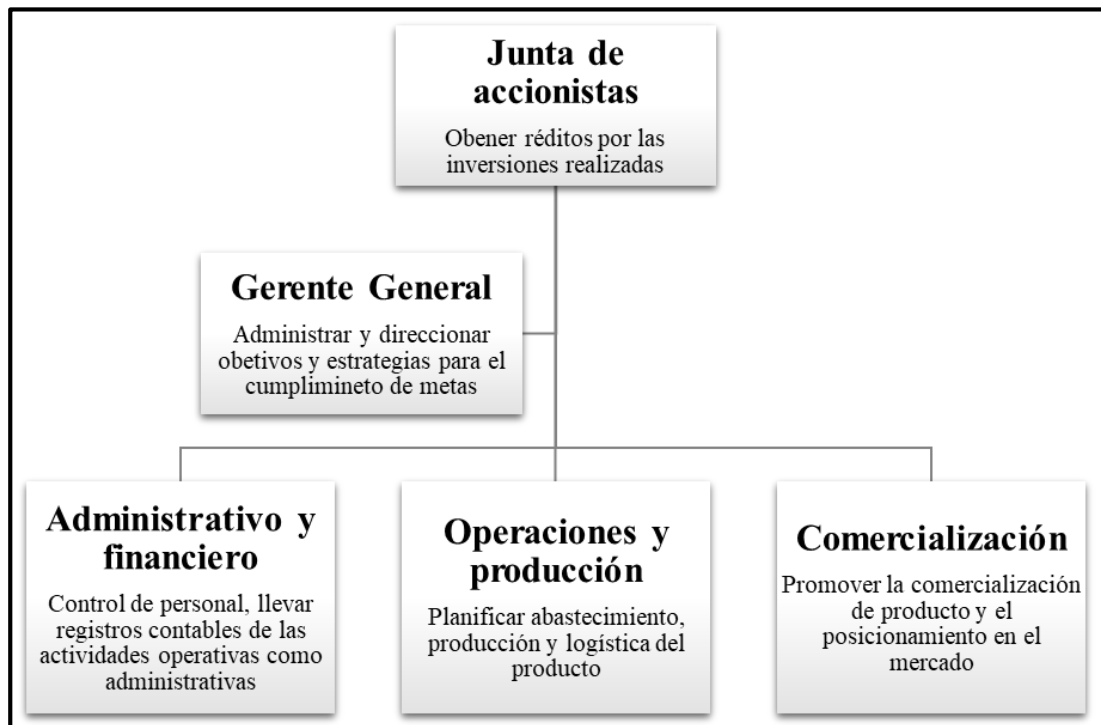 Junta de
accionistas
Obener réditos por las
inversiones realizadas
Gerente General
Administrar y direccionar
obetivos y estrategias para el
cumplimineto de metas
Administrativo y
financiero
Control de personal, llevar
registros contables de las
actividades operativas como
administrativas
Operaciones y
producción
Planificar abastecimiento,
producción y logística del
producto
Comercialización
Promover la comercialización
de producto y el
posicionamiento en el
mercado